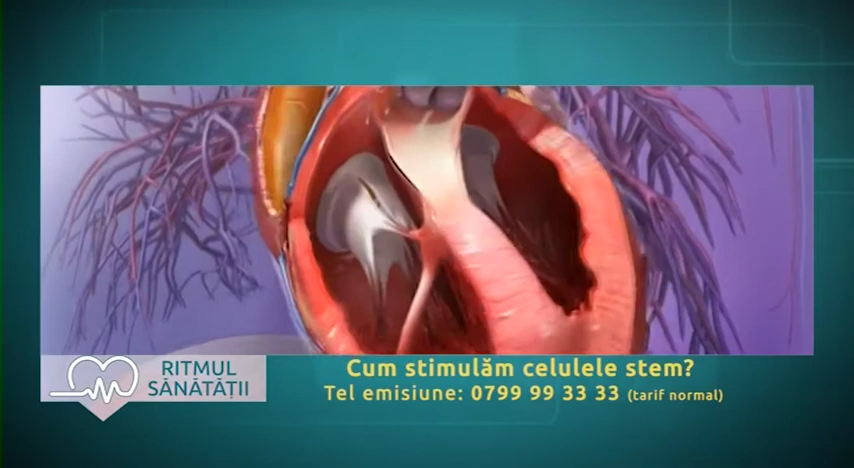 RITMUL
SĂNĂTĂȚII
Cum stimulăm celulele stem?
Tel emisiune: 0799 99 33 33 (tarif normal)